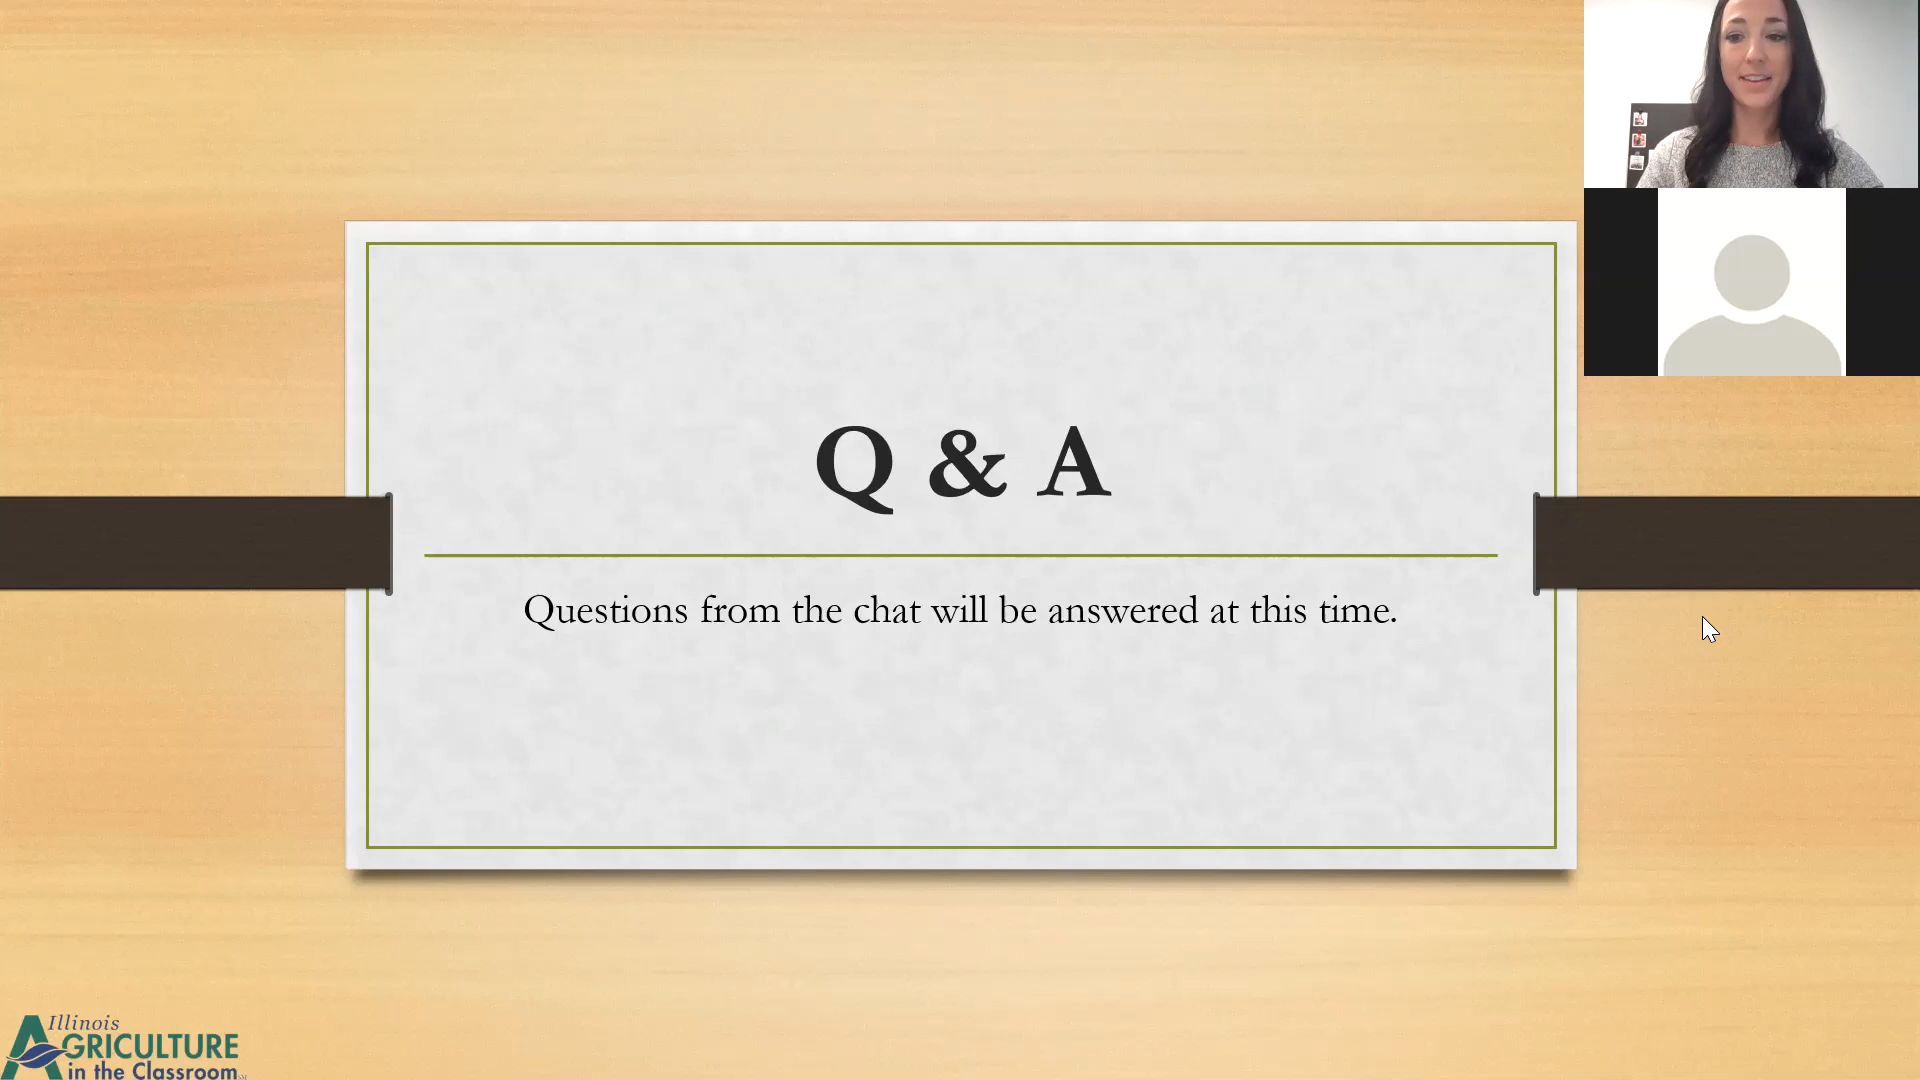 Q & A
Questions from the chat will be answered at this time.
Illinois
AGRICULTURE
in the Classroom